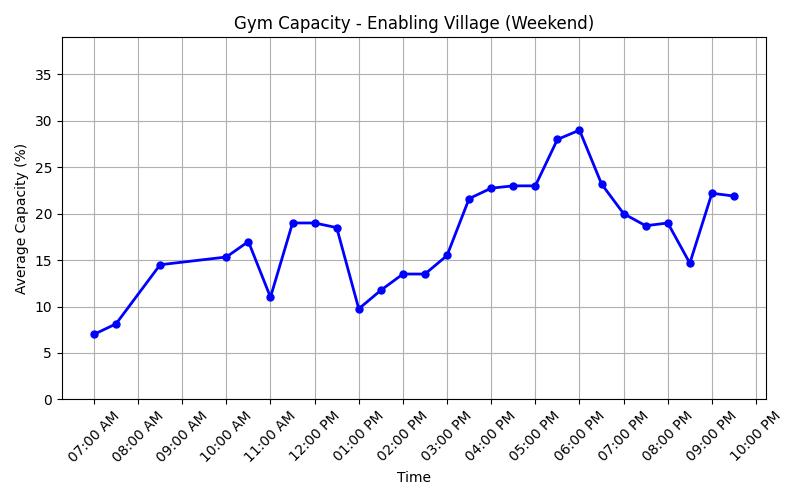 Gym Capacity - Enabling Village (Weekend)
Average Capacity (%)
35
30
25
20
15
10
5
0
07:00 AM
08:00 AM
09:00 AM
10:00 AM
11:00 AM
12:00 PM
01:00 PM
02:00 PM
03:00 PM
04:00 PM
05:00 PM
06:00 PM
07:00 PM
08:00 PM
09:00 PM
10:00 PM
Time